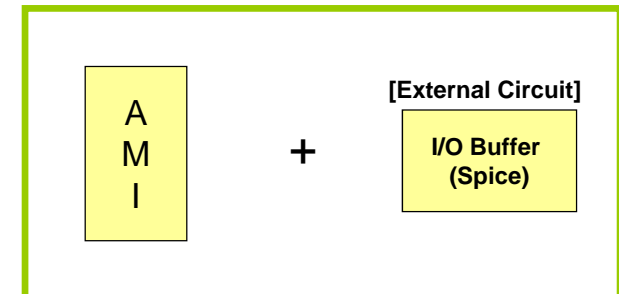 A
M
I
+
[External Circuit]
I/O Buffer
(Spice)